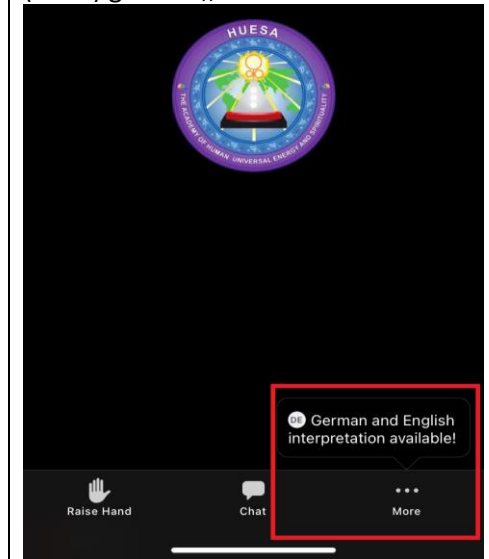 HUESA
THE ACADEMY OF HUMAN UNIVERSAL ENERGY AND SPIRITUALITY
DE German and English
interpretation available!
Raise Hand
Chat
More